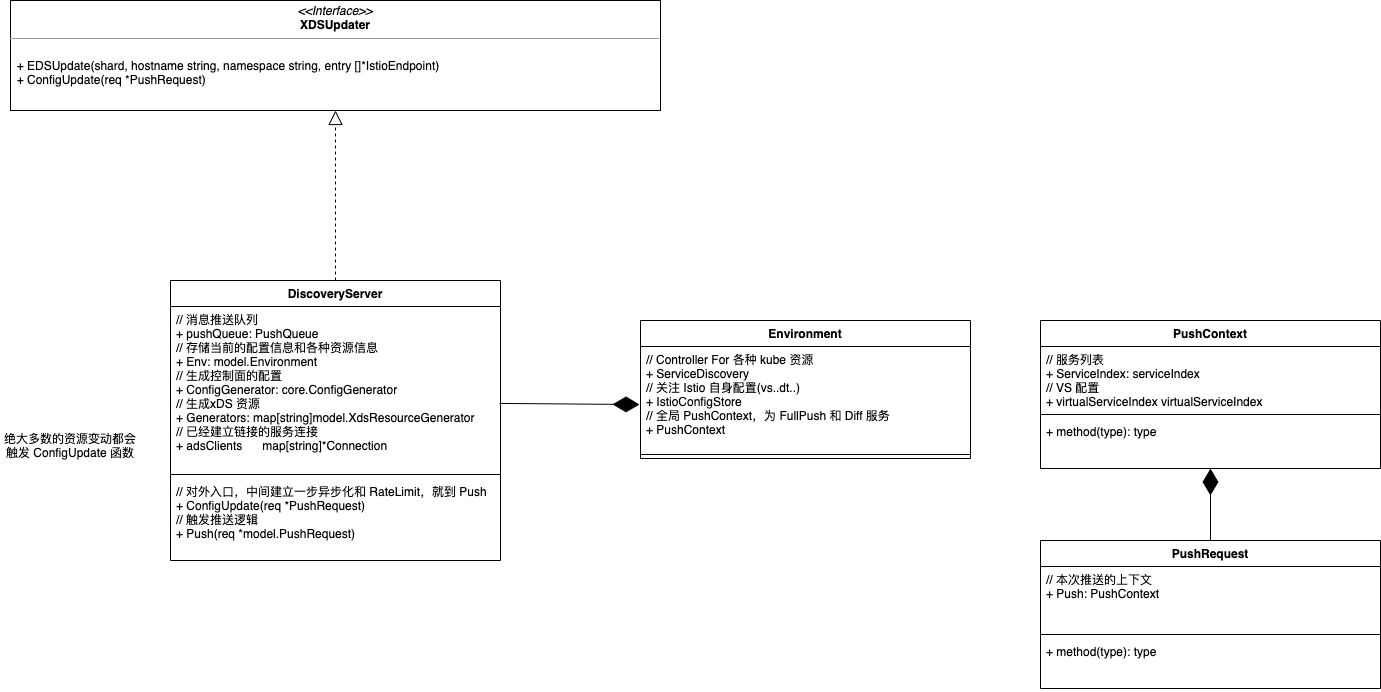 <<Interface>>
XDSUpdater
+ EDSUpdate(shard, hostname string, namespace string, entry []*IstioEndpoint)
+ ConfigUpdate(req *PushRequest)
绝大多数的资源变动都会
触发 ConfigUpdate 函数
DiscoveryServer
// 消息推送队列
+ pushQueue: PushQueue
// 存储当前的配置信息和各种资源信息
+ Env: model.Environment
// 生成控制面的配置
+ ConfigGenerator: core.ConfigGenerator
// 生成xDS 资源
+ Generators: map[string]model.XdsResourceGenerator
// 已经建立链接的服务连接
+ adsClients map[string]*Connection
// 对外入口，中间建立一步异步化和 RateLimit，就到 Push
+ ConfigUpdate(req *PushRequest)
// 触发推送逻辑
+ Push(req *model.PushRequest)
Environment
// Controller For 各种 kube 资源
+ ServiceDiscovery
// 关注 Istio 自身配置(vs..dt..)
+ IstioConfigStore
// 全局 PushContext，为 FullPush 和 Diff 服务
+ PushContext
PushContext
// 服务列表
+ ServiceIndex: serviceIndex
// VS 配置
+ virtualServiceIndex virtualServiceIndex
+ method(type): type
PushRequest
// 本次推送的上下文
+ Push: PushContext
+ method(type): type